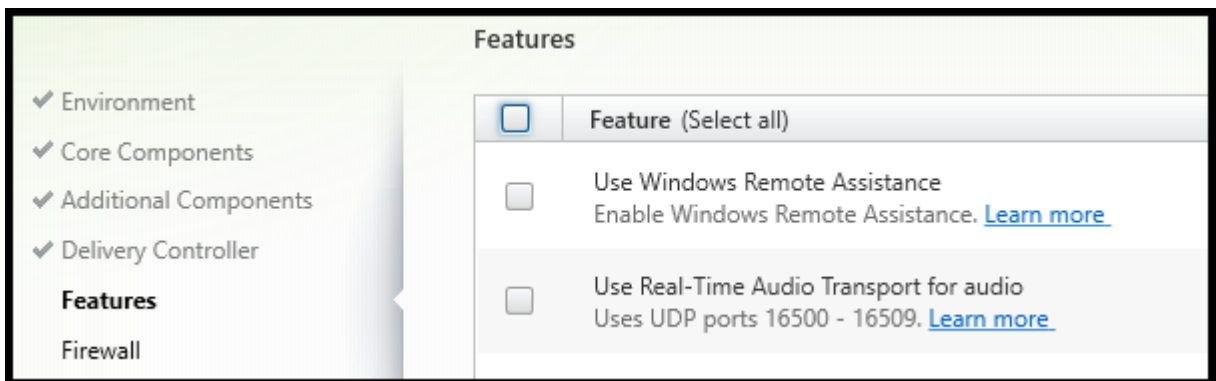 Features
Environment
Core Components
Additional Components
Delivery Controller
Features
Firewall
Feature (Select all)
Use Windows Remote Assistance
Enable Windows Remote Assistance. Learn more
Use Real-Time Audio Transport for audio
Uses UDP ports 16500 - 16509. Learn more